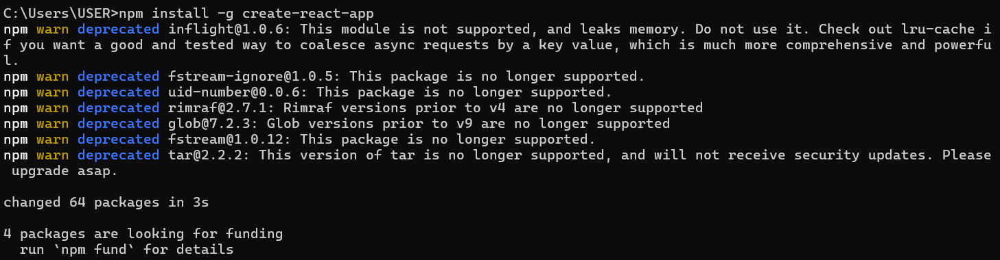 C:\Users\USER>npm install -g create-react-app
npm warn deprecated inflight@1.0.6: This module is not supported, and leaks memory. Do not use it. Check out lru-cache i
f you want a good and tested way to coalesce async requests by a key value, which is much more comprehensive and powerfu
l.
npm warn deprecated fstream-ignore@1.0.5: This package is no longer supported.
npm warn deprecated uid-number@0.0.6: This package is no longer supported.
npm warn deprecated rimraf@2.7.1: Rimraf versions prior to v4 are no longer supported
npm warn deprecated glob@7.2.3: Glob versions prior to v9 are no longer supported
npm warn deprecated fstream@1.0.12: This package is no longer supported.
npm warn deprecated tar@2.2.2: This version of tar is no longer supported, and will not receive security updates. Please
 upgrade asap.

changed 64 packages in 3s

4 packages are looking for funding
  run `npm fund` for details